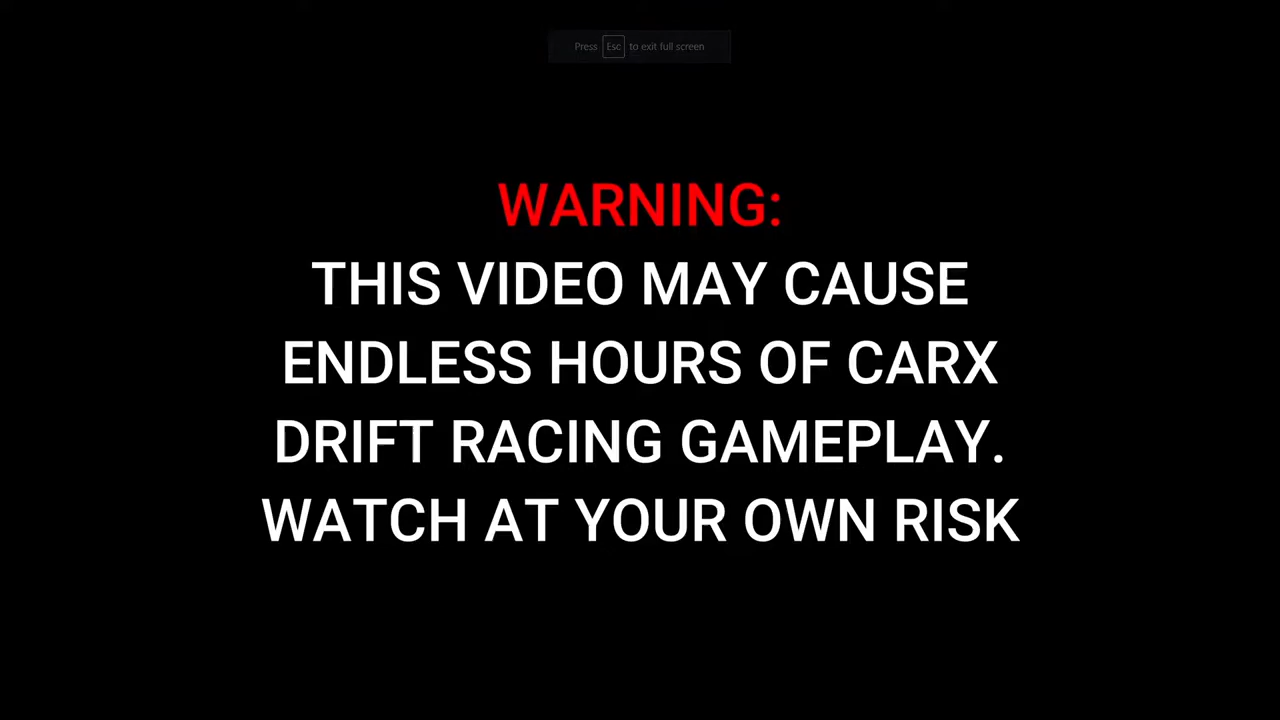 Press Esc to exit full screen
WARNING:
THIS VIDEO MAY CAUSE
ENDLESS HOURS OF CARX
DRIFT RACING GAMEPLAY.
WATCH AT YOUR OWN RISK